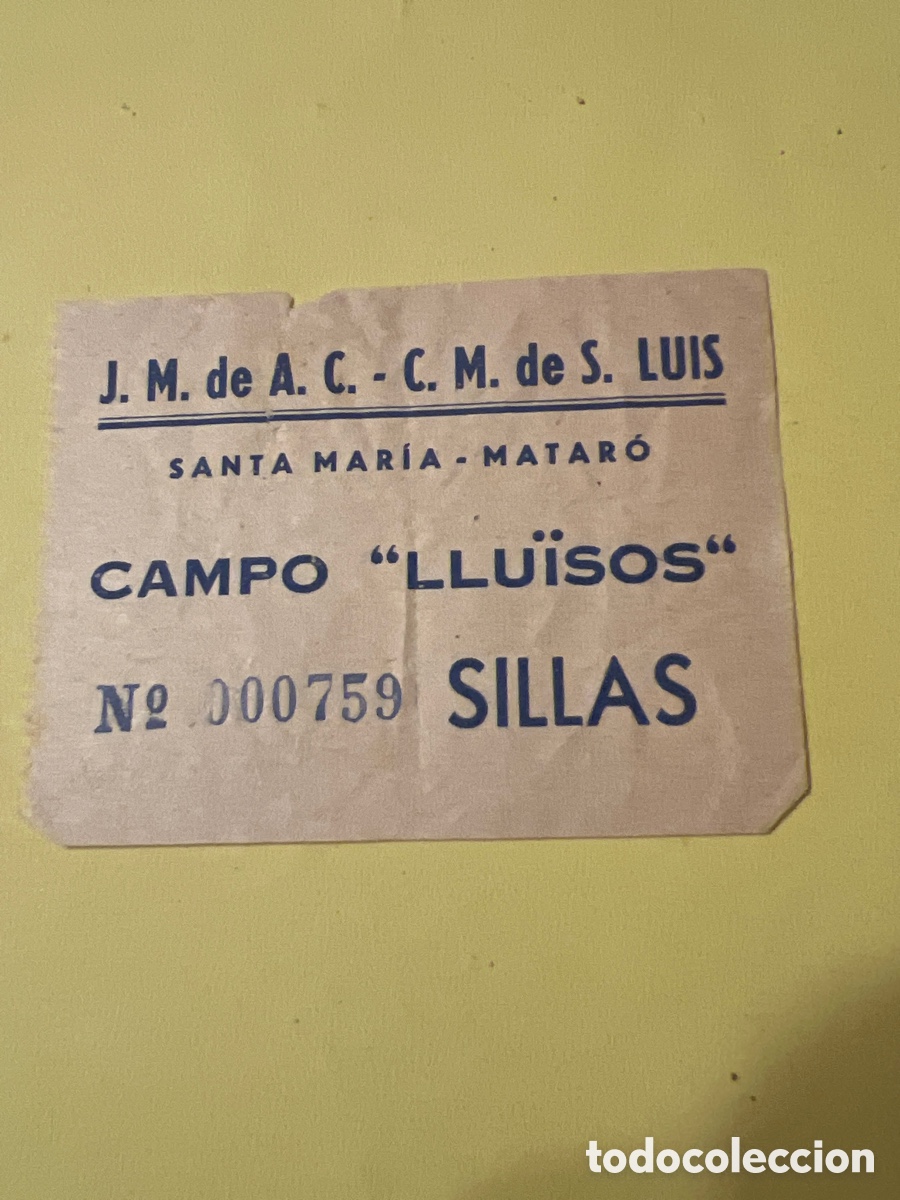 J. M. de A. C. - C. M. de S. LUIS
SANTA MARÍA - MATARÓ
CAMPO “LLUÏSOS“
Nº 000759 SILLAS
todocoleccion